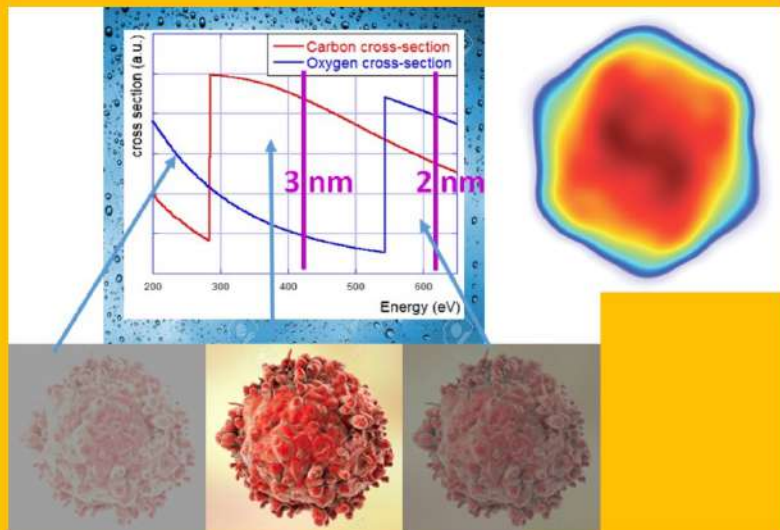 Carbon cross-section
Oxygen cross-section
cross section (a.u.)
3 nm
2 nm
200
300
400
500
600
Energy (eV)